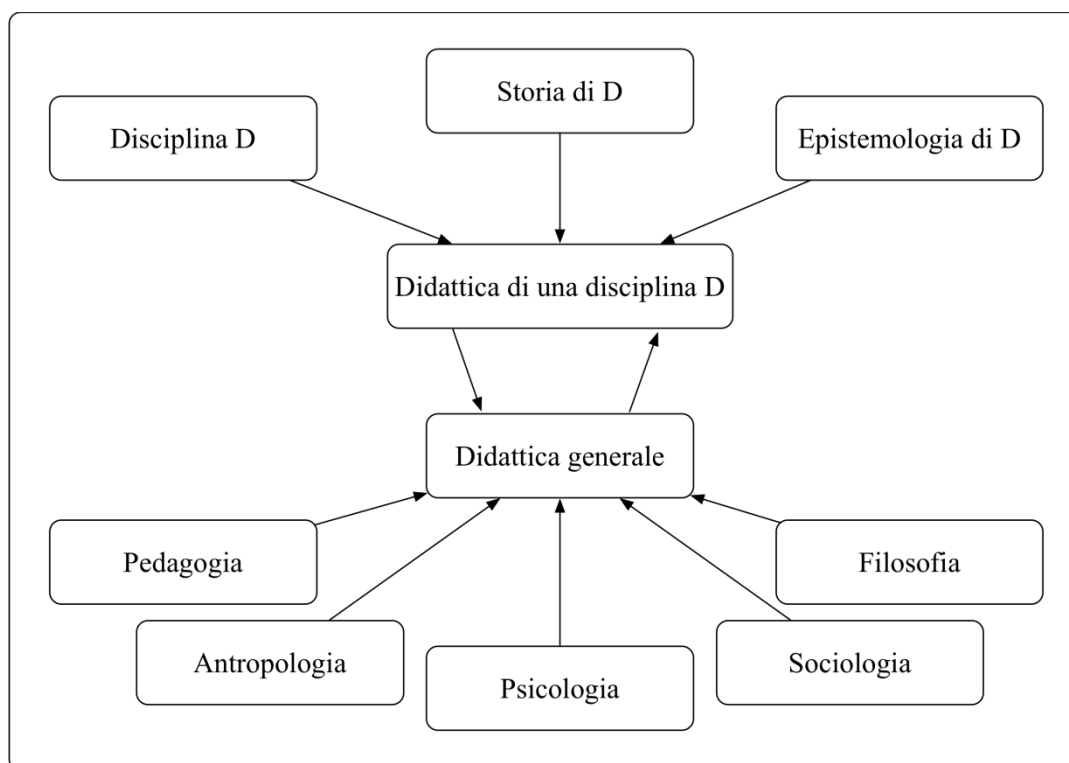 Storia di D
Disciplina D
Epistemologia di D
Didattica di una disciplina D
Didattica generale
Pedagogia
Filosofia
Antropologia
Psicologia
Sociologia